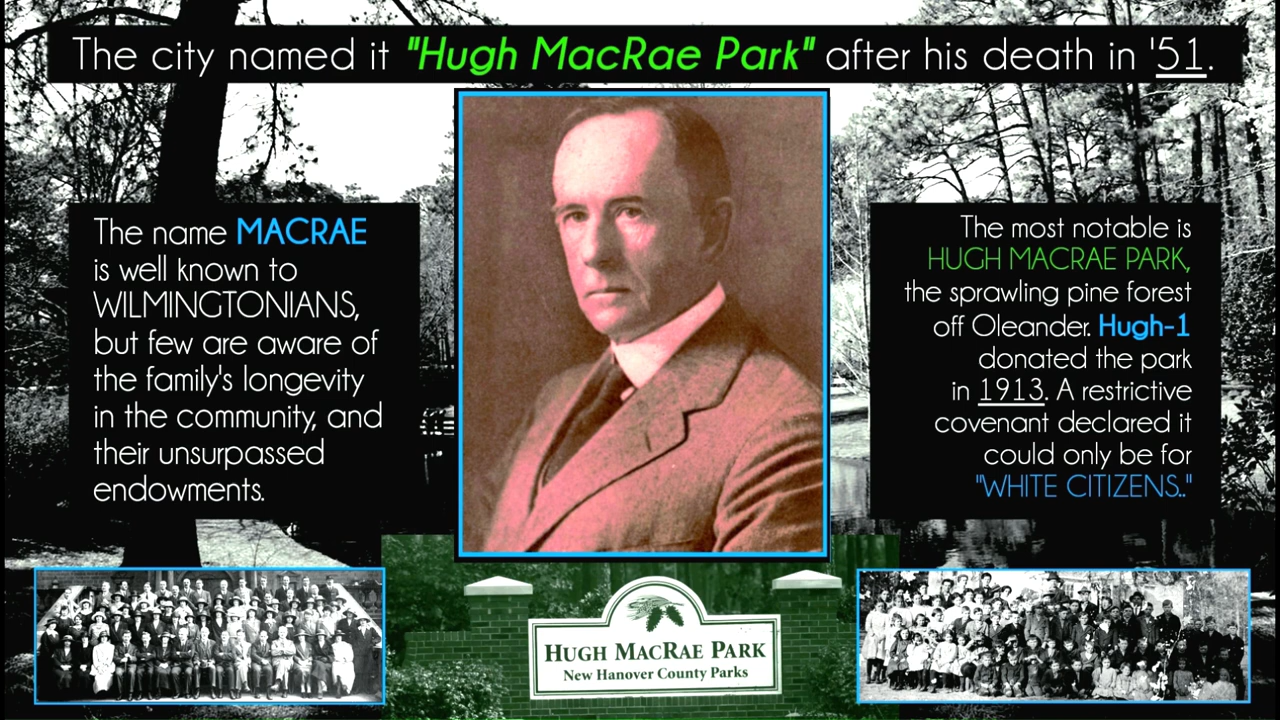 The city named it "Hugh MacRae Park" after his death in '51.
The name MACRAE
is well known to
WILMINGTONIANS,
but few are aware of
the family's longevity
in the community, and
their unsurpassed
endowments.
The most notable is
HUGH MACRAE PARK,
the sprawling pine forest
off Oleander. Hugh-1
donated the park
in 1913. A restrictive
covenant declared it
could only be for
"WHITE CITIZENS.."
HUGH MACRAE PARK
New Hanover County Parks